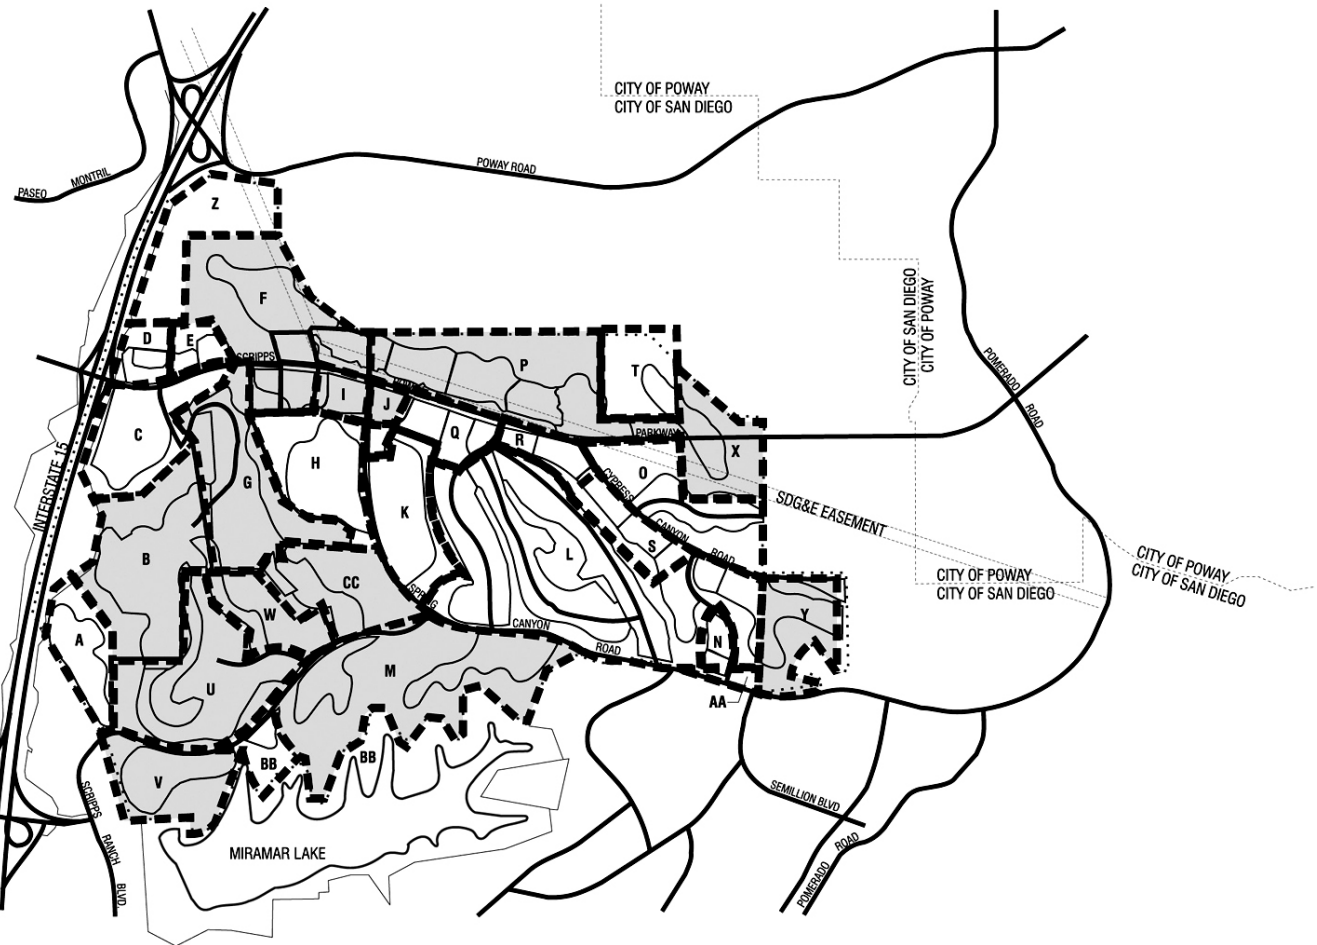 CITY OF POWAY
CITY OF SAN DIEGO
POWAY ROAD
MONTRIL
PASEO
Z
CITY OF SAN DIEGO
CITY OF POWAY
F
D
E
SCRIPPS
P
T
POMERADO
ROAD
I
J
C
Q
R
PARKWAY
X
INTERSTATE 15
H
G
O
CYPRESS
SDG&E EASEMENT
K
CANYON
ROAD
B
L
S
CITY OF POWAY
CITY OF SAN DIEGO
CITY OF POWAY
CITY OF SAN DIEGO
CC
SPRING
W
Y
A
CANYON
ROAD
N
M
U
AA
BB
BB
V
SCRIPPS
RANCH
BLVD.
SEMILLION BLVD
MIRAMAR LAKE
POMERADO
ROAD